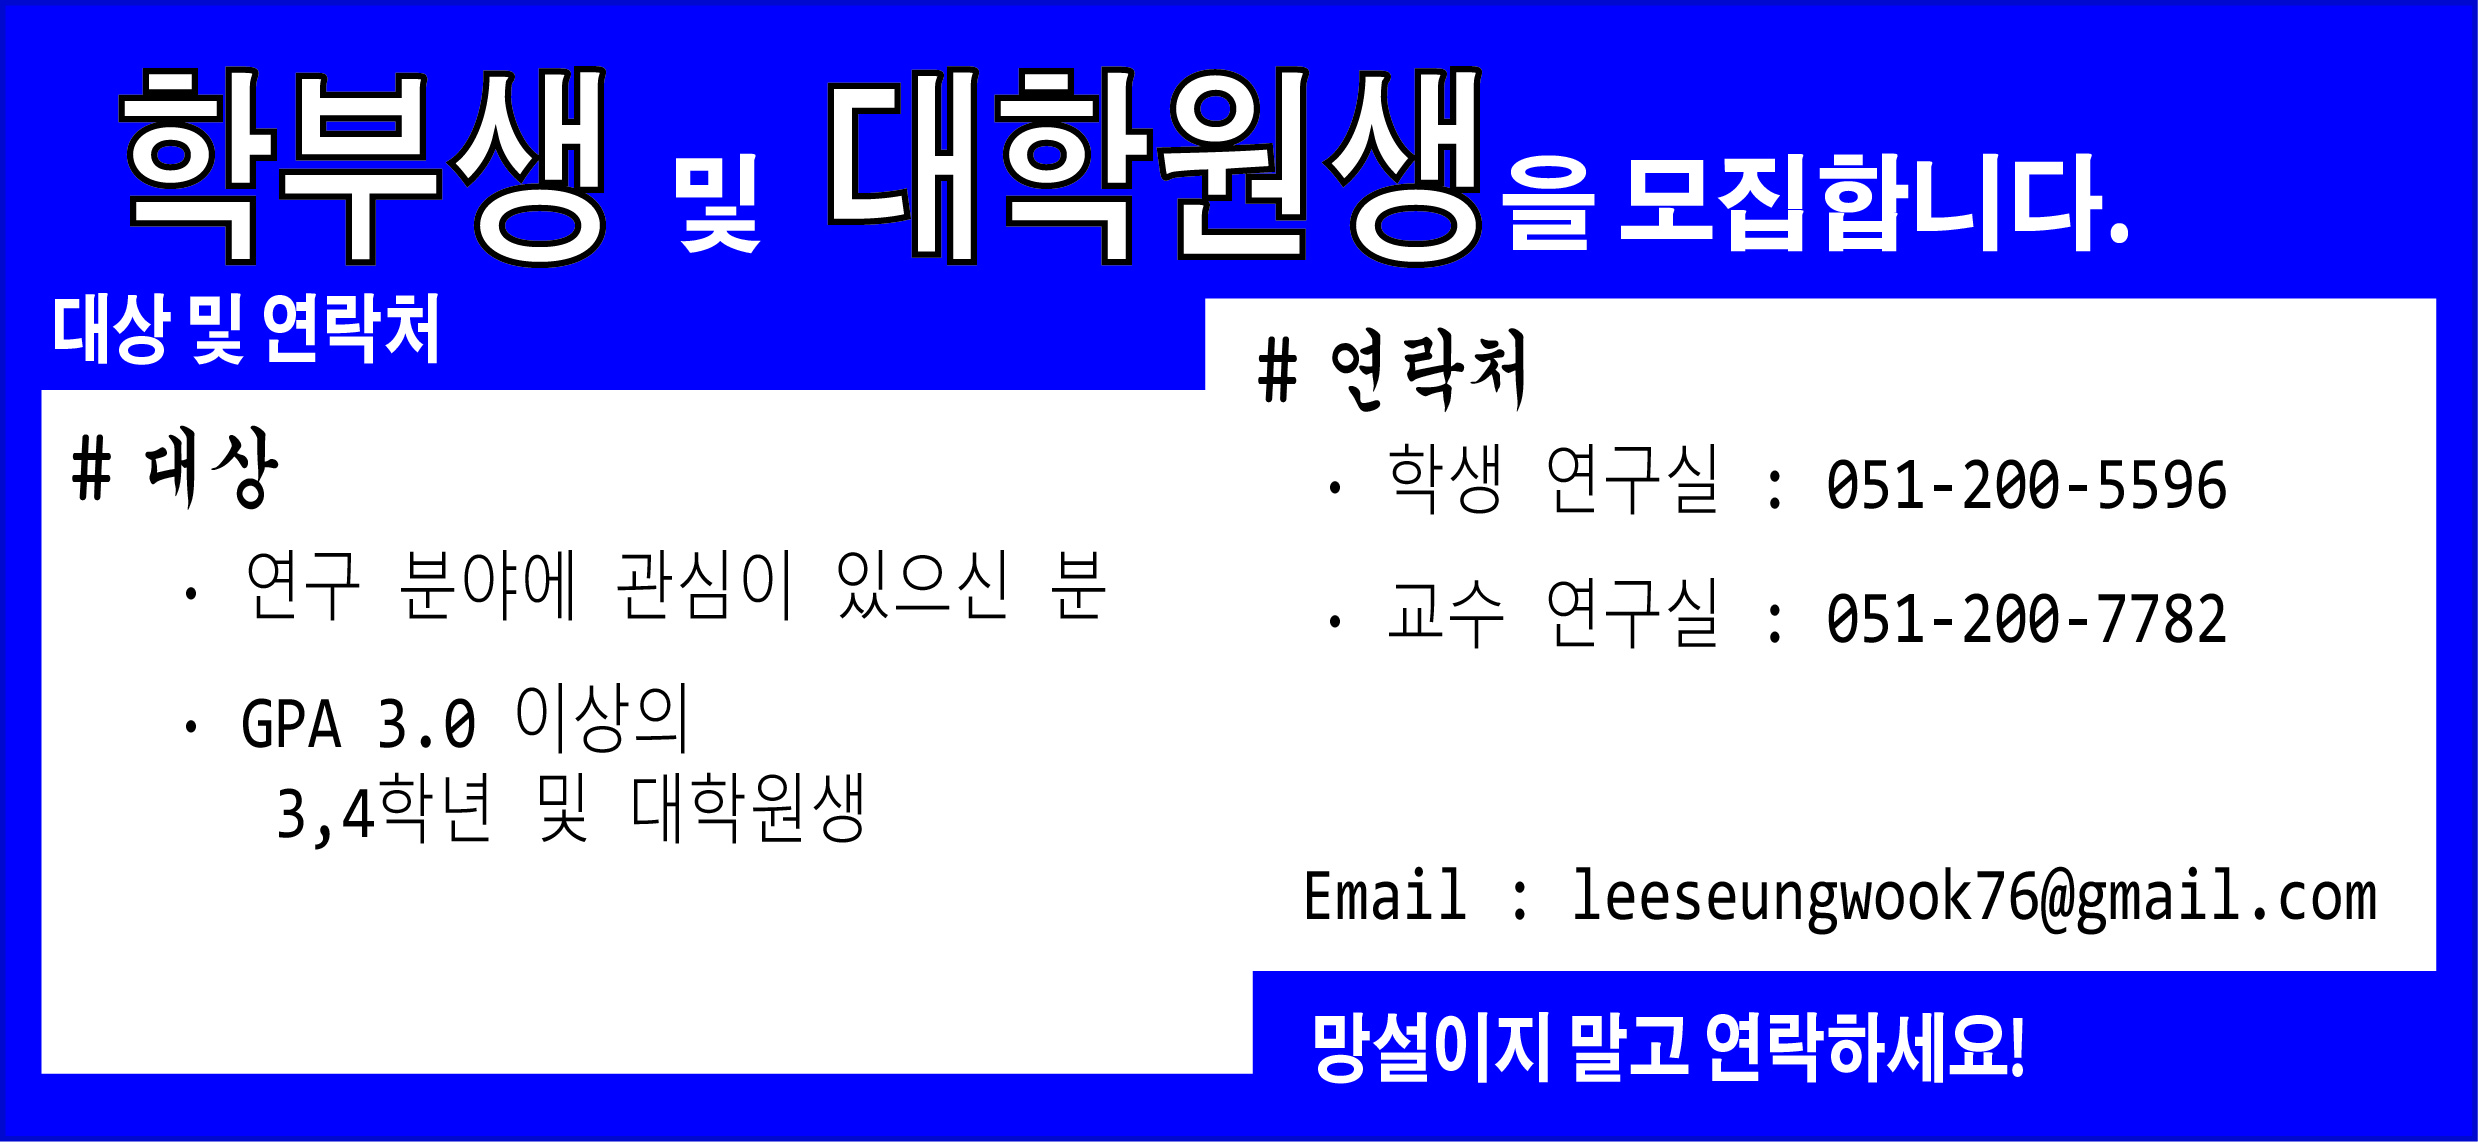 학부생 및 대학원생을 모집합니다.
대상 및 연락처
# 대상
· 연구 분야에 관심이 있으신 분
· GPA 3.0 이상의
3,4학년 및 대학원생
# 연락처
· 학생 연구실 : 051-200-5596
· 교수 연구실 : 051-200-7782
Email : leeseungwook76@gmail.com
망설이지 말고 연락하세요!